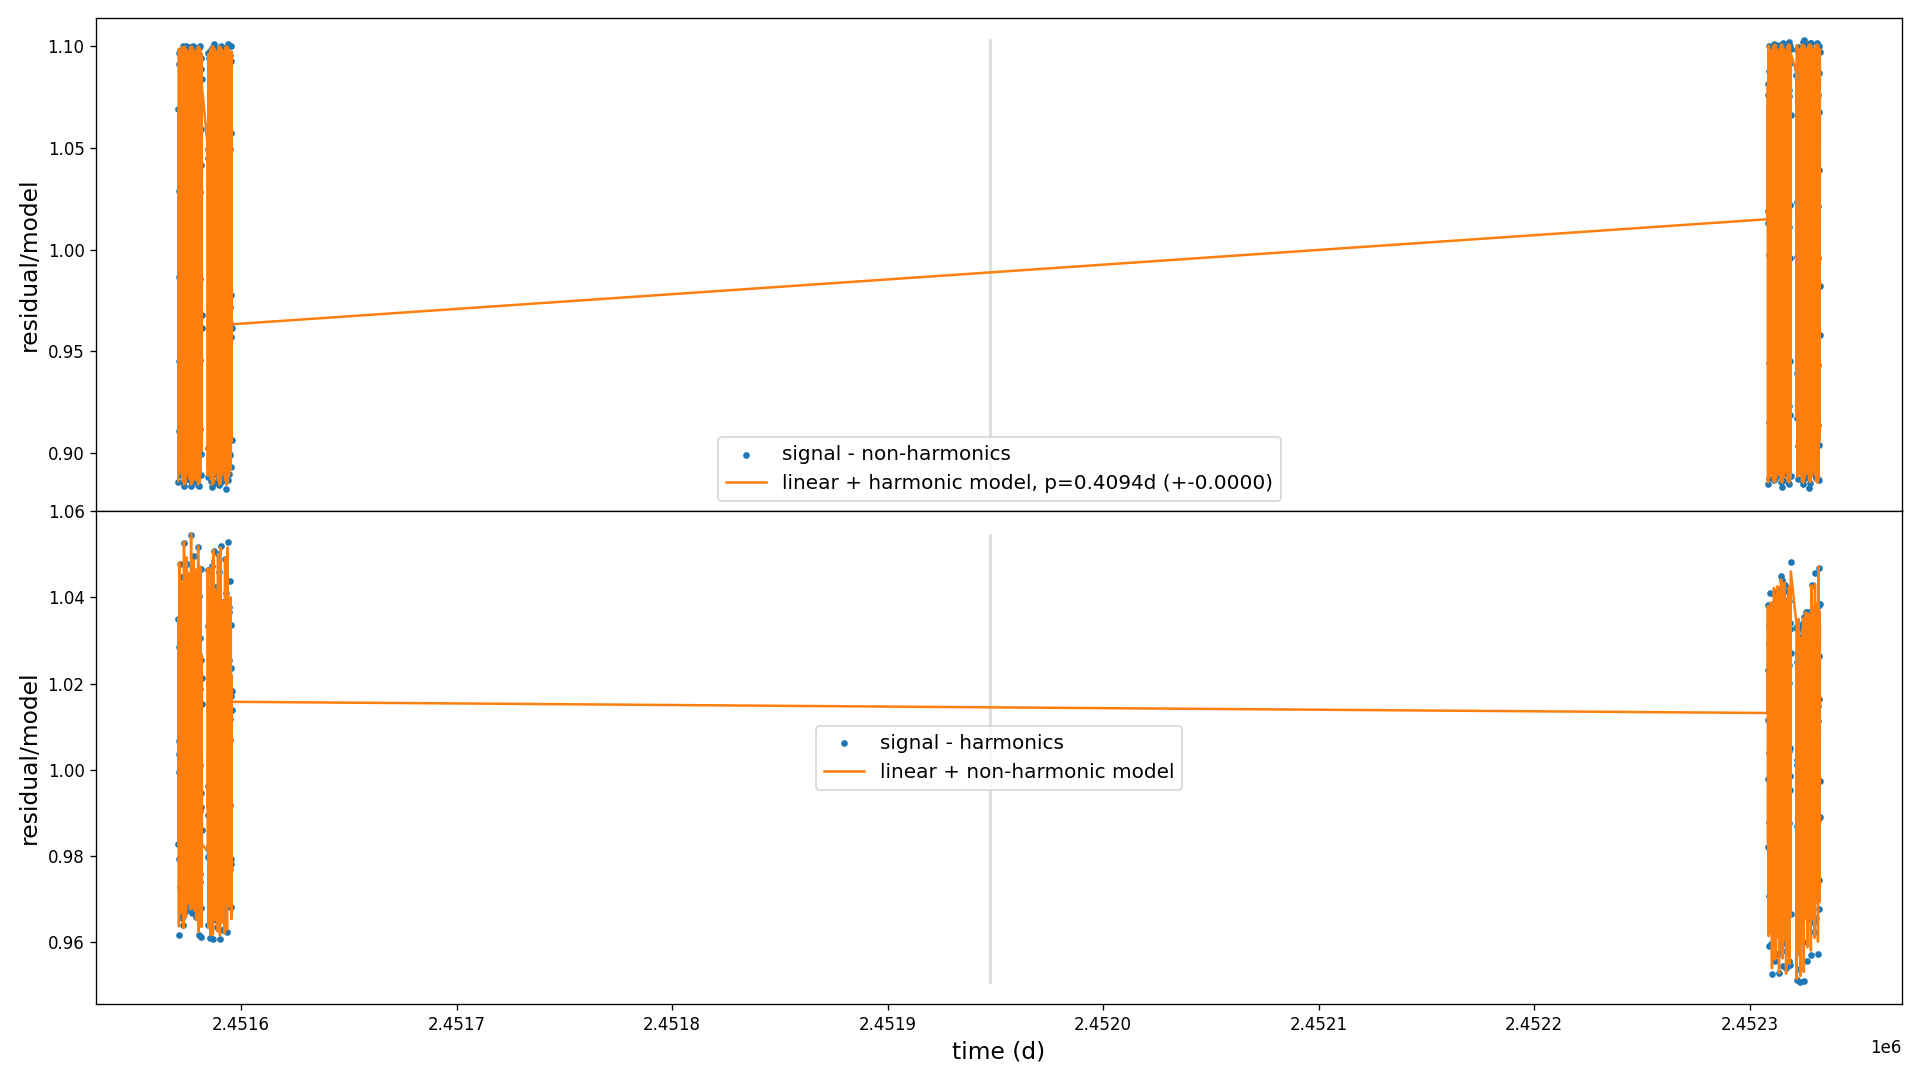 1.10
1.05
1.00
0.95
0.90
residual/model
signal - non-harmonics
linear + harmonic model, p=0.4094d (+-0.0000)
1.06
1.04
1.02
1.00
0.98
0.96
residual/model
signal - harmonics
linear + non-harmonic model
2.4516 2.4517 2.4518 2.4519 2.4520 2.4521 2.4522 2.4523
1e6
time (d)